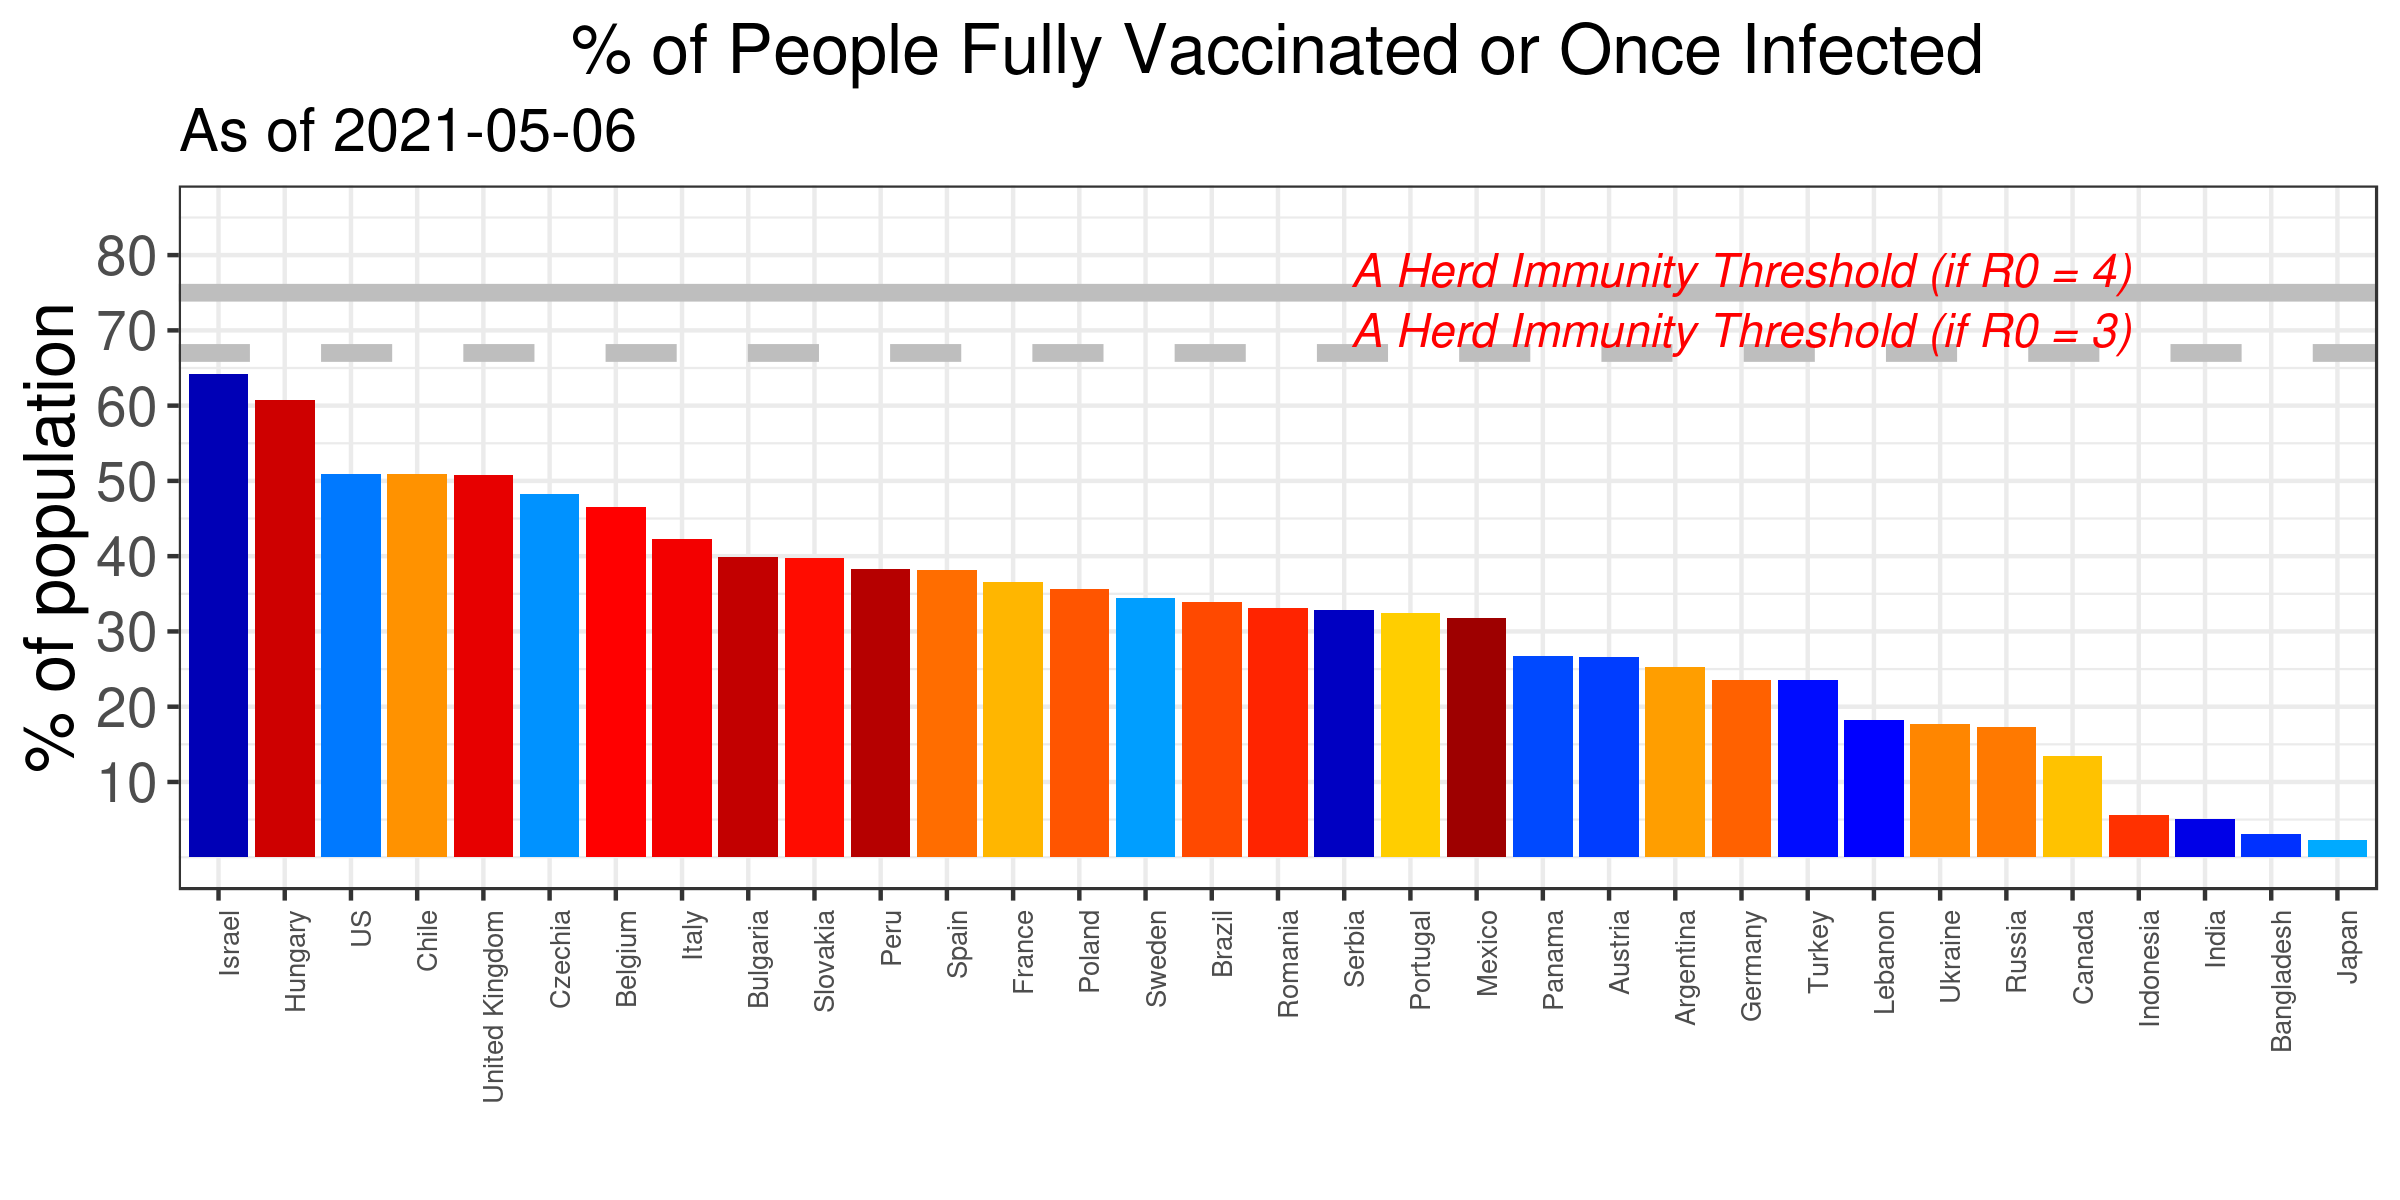 % of People Fully Vaccinated or Once Infected
As of 2021-05-06
% of population
80
70
60
50
40
30
20
10
A Herd Immunity Threshold (if R0 = 4)
A Herd Immunity Threshold (if R0 = 3)
Israel
Hungary
US
Chile
United Kingdom
Czechia
Belgium
Italy
Bulgaria
Slovakia
Peru
Spain
France
Poland
Sweden
Brazil
Romania
Serbia
Portugal
Mexico
Panama
Austria
Argentina
Germany
Turkey
Lebanon
Ukraine
Russia
Canada
Indonesia
India
Bangladesh
Japan